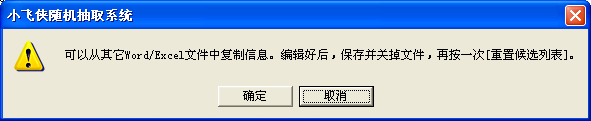 小飞侠随机抽取系统
可以从其它Word/Excel文件中复制信息。编辑好后，保存并关掉文件，再按一次[重置候选列表]。
确定
取消